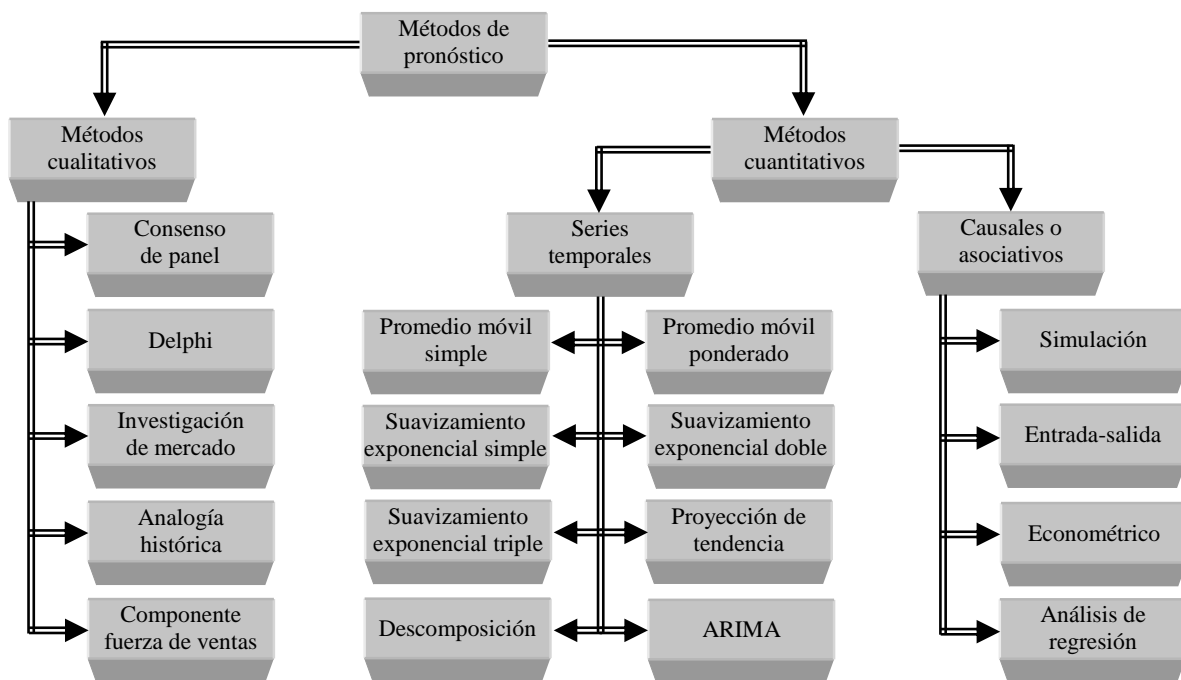 Métodos de
pronóstico
Métodos
cualitativos
Consenso
de panel
Delphi
Investigación
de mercado
Analogía
histórica
Componente
fuerza de ventas
Métodos
cuantitativos
Series
temporales
Promedio móvil
simple
Promedio móvil
ponderado
Suavizamiento
exponencial simple
Suavizamiento
exponencial doble
Suavizamiento
exponencial triple
Proyección de
tendencia
Descomposición
ARIMA
Causales o
asociativos
Simulación
Entrada-salida
Econométrico
Análisis de
regresión